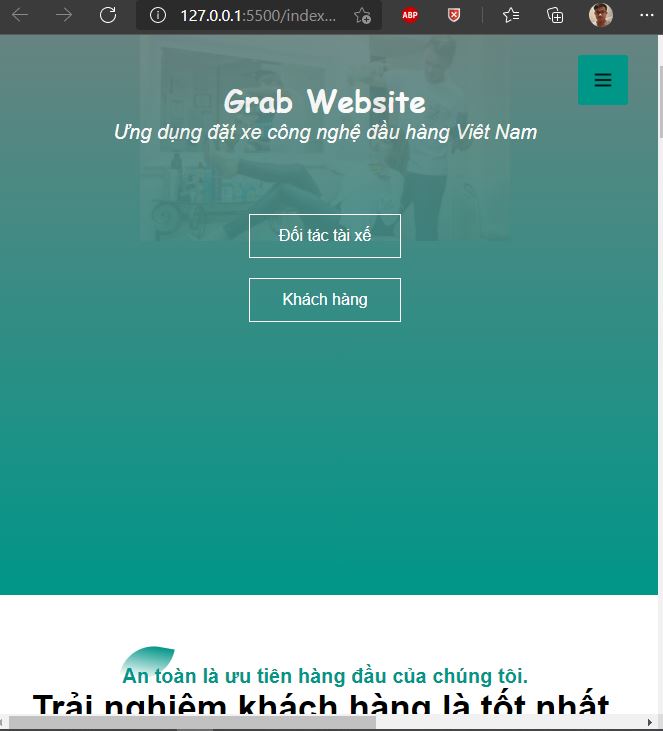 127.0.0.1:5500/index...
ABP
Grab Website
Ưng dụng đặt xe công nghệ đầu hàng Việt Nam
Đối tác tài xế
Khách hàng
An toàn là ưu tiên hàng đầu của chúng tôi.
Trải nghiệm khách hàng là tốt nhất